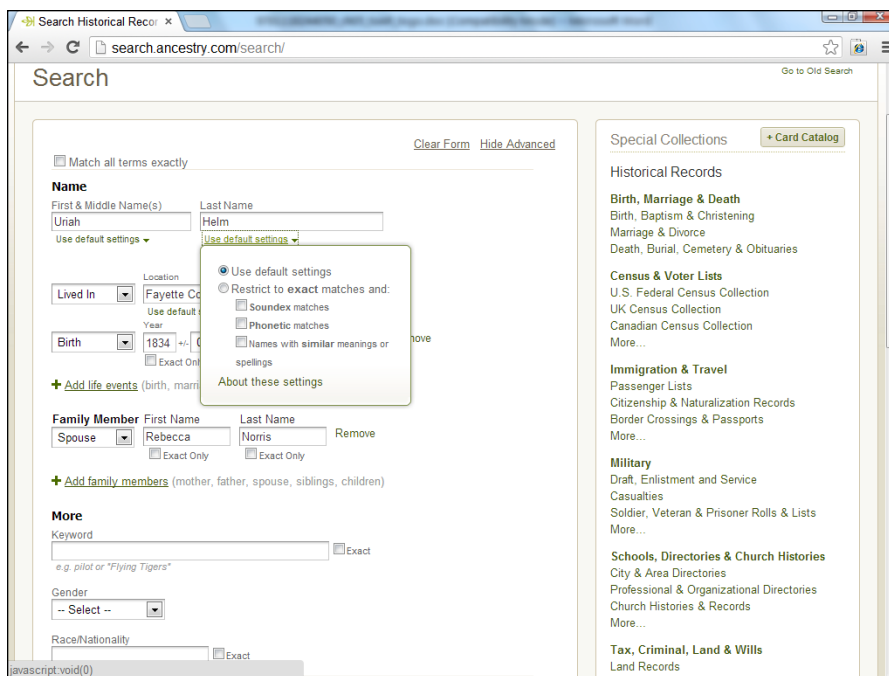 Search Historical Recor ×
search.ancestry.com/search/
Search
Go to Old Search
Clear Form Hide Advanced
Match all terms exactly
Name
First & Middle Name(s) Last Name
Uriah Helm
Use default settings Use default settings
Use default settings
Restrict to exact matches and:
Soundex matches
Phonetic matches
Names with similar meanings or
spellings
About these settings
Location
Lived In Fayette Co
Use default s
Year
Birth 1834 +/-
Exact Onl
+ Add life events (birth, marri
Family Member First Name Last Name
Spouse Rebecca Norris Remove
Exact Only Exact Only
+ Add family members (mother, father, spouse, siblings, children)
More
Keyword
Exact
e.g. pilot or "Flying Tigers"
Gender
-- Select --
Race/Nationality
Exact
javascript:void(0)
Special Collections + Card Catalog
Historical Records
Birth, Marriage & Death
Birth, Baptism & Christening
Marriage & Divorce
Death, Burial, Cemetery & Obituaries
Census & Voter Lists
U.S. Federal Census Collection
UK Census Collection
Canadian Census Collection
More...
Immigration & Travel
Passenger Lists
Citizenship & Naturalization Records
Border Crossings & Passports
More...
Military
Draft, Enlistment and Service
Casualties
Soldier, Veteran & Prisoner Rolls & Lists
More...
Schools, Directories & Church Histories
City & Area Directories
Professional & Organizational Directories
Church Histories & Records
More...
Tax, Criminal, Land & Wills
Land Records